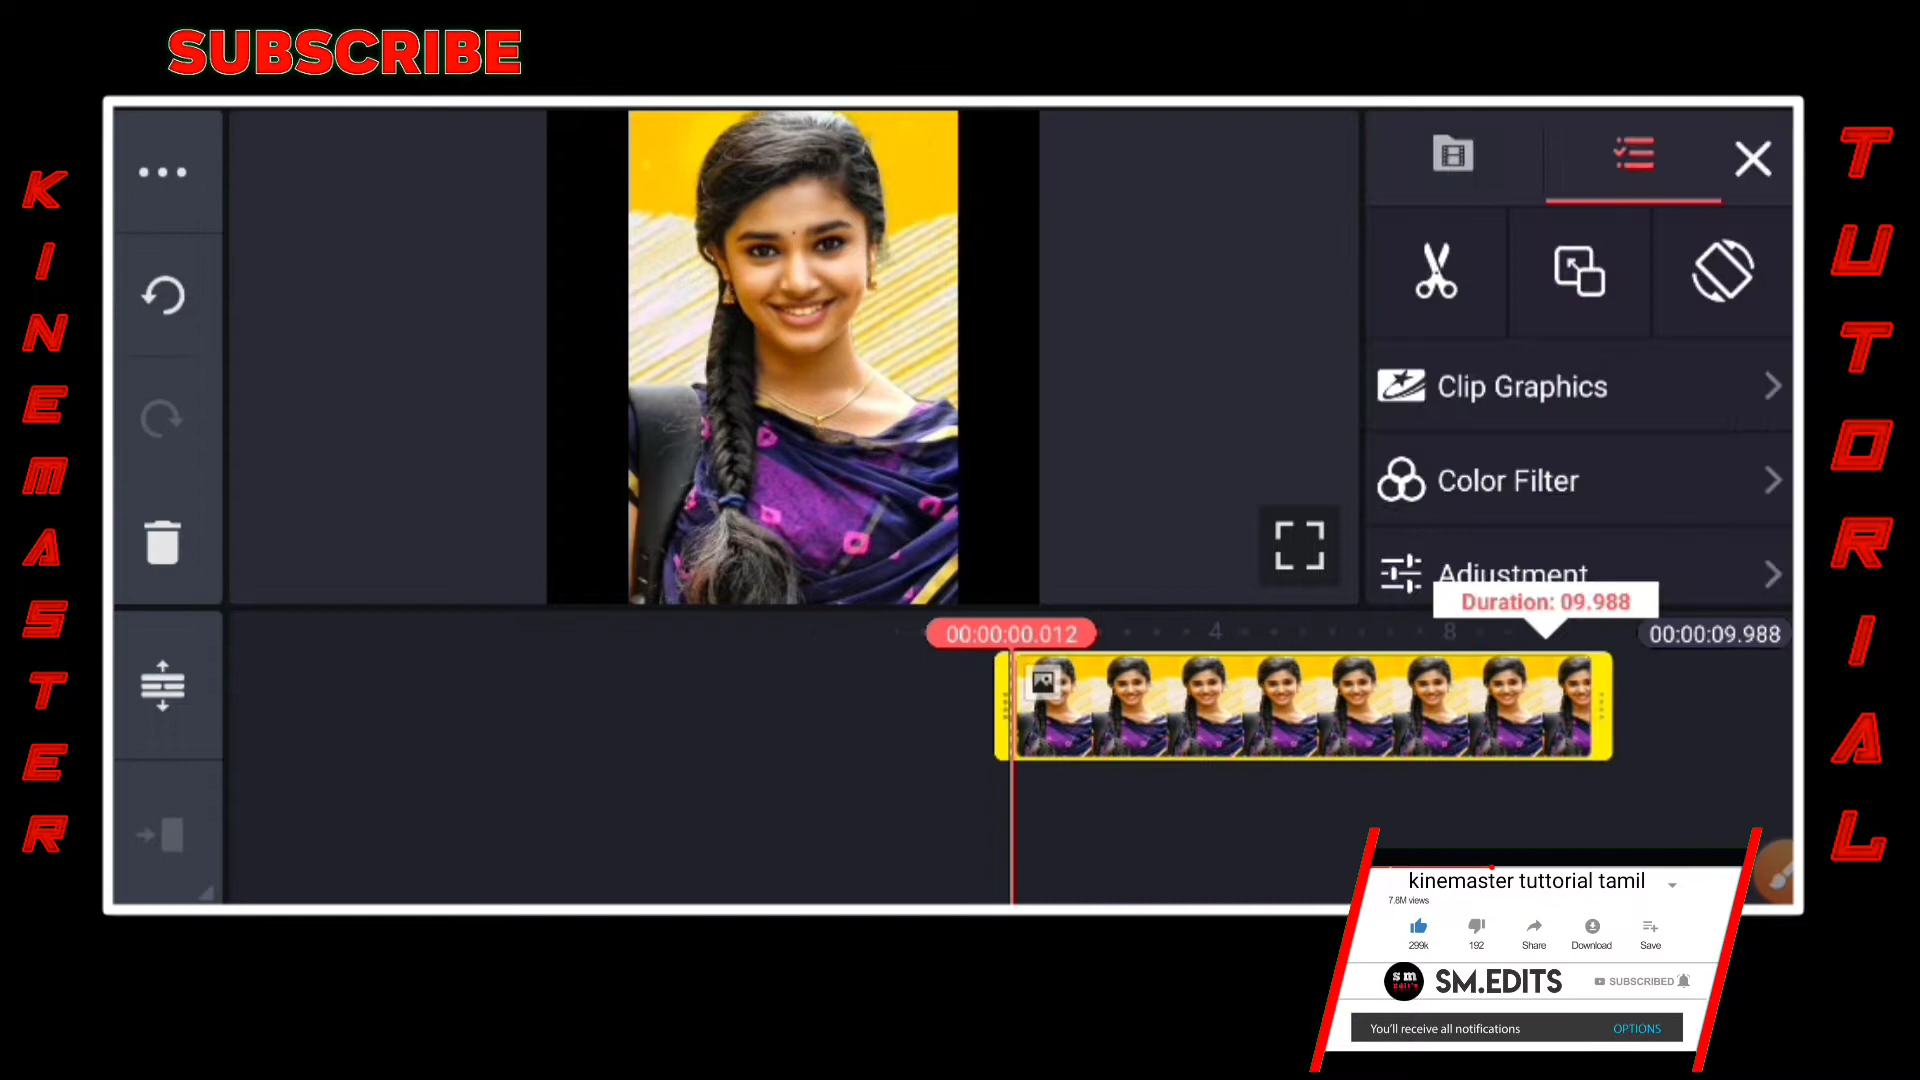 SUBSCRIBE
KINEMASTER
TUTORIAL
Clip Graphics
Color Filter
Adjustment
Duration: 09.988
00:00:00.012
4
8
00:00:09.988
kinemaster tuttorial tamil
7.8M views
299k
192
Share
Download
Save
sm
Edit's
SM.EDITS
SUBSCRIBED
You'll receive all notifications
OPTIONS